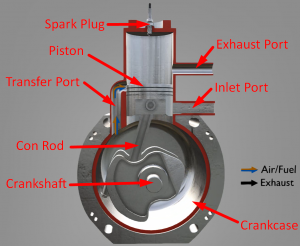 Spark Plug
Piston
Exhaust Port
Transfer Port
Inlet Port
Con Rod
Air/Fuel
Crankshaft
Exhaust
Crankcase